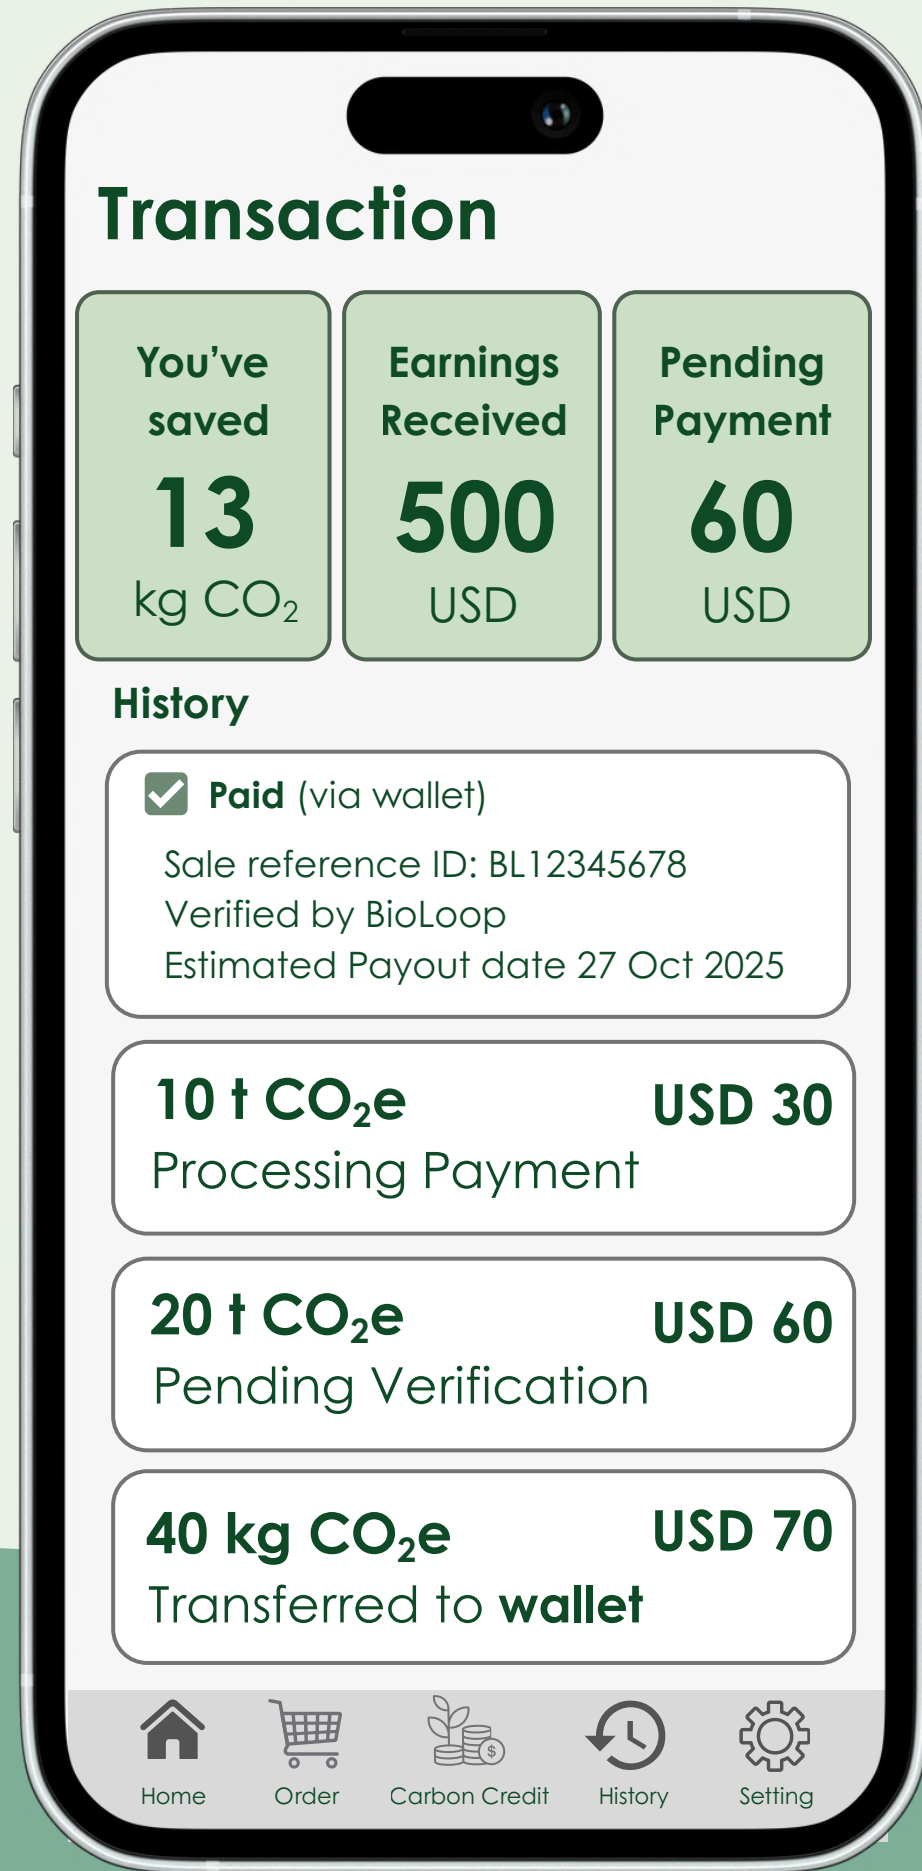 Transaction
You've
saved
13
kg CO₂
Earnings
Received
500
USD
Pending
Payment
60
USD
History
Paid (via wallet)
Sale reference ID: BL12345678
Verified by BioLoop
Estimated Payout date 27 Oct 2025
10 t CO₂e USD 30
Processing Payment
20 t CO₂e USD 60
Pending Verification
40 kg CO₂e USD 70
Transferred to wallet
$
Home Order Carbon Credit History Setting